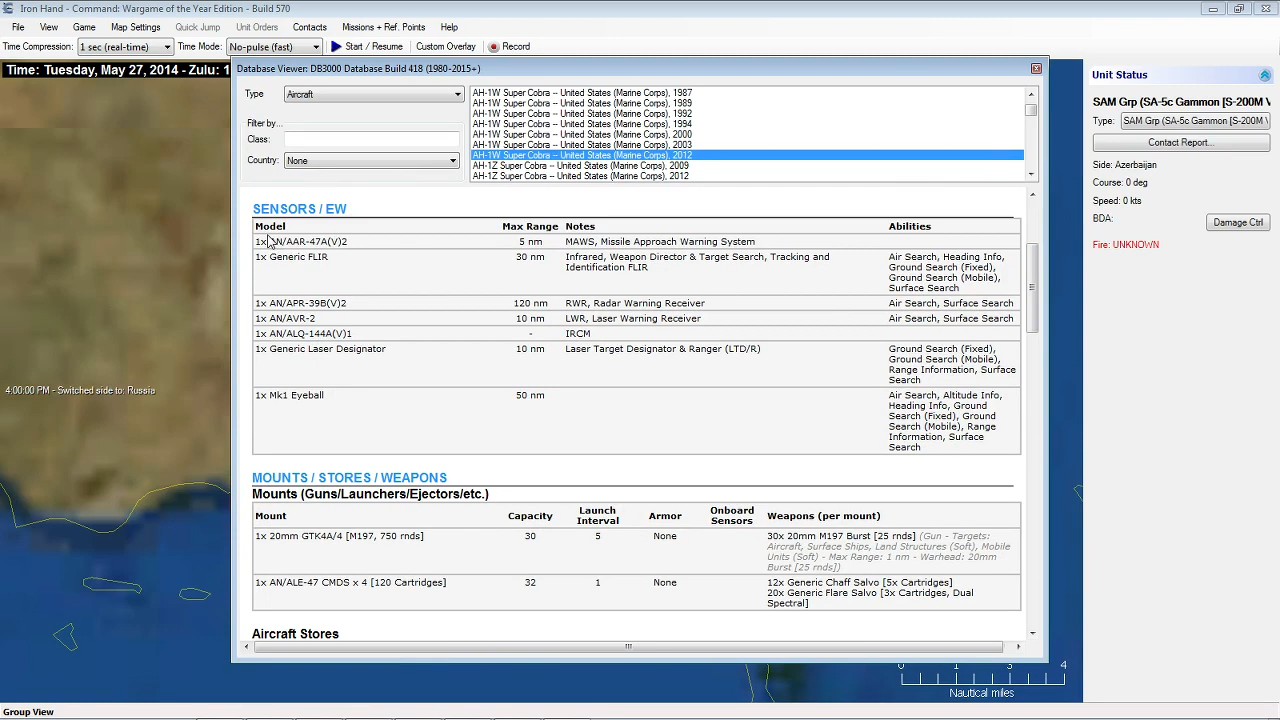 Iron Hand - Command: Wargame of the Year Edition - Build 570
File View Game Map Settings Quick Jump Unit Orders Contacts Missions + Ref. Points Help
Time Compression: 1 sec (real-time) Time Mode: No-pulse (fast) Start / Resume Custom Overlay Record
Time: Tuesday, May 27, 2014 - Zulu: 1
Database Viewer: DB3000 Database Build 418 (1980-2015+)
Type Aircraft
Filter by...
Class:
Country: None
AH-1W Super Cobra -- United States (Marine Corps), 1987
AH-1W Super Cobra -- United States (Marine Corps), 1989
AH-1W Super Cobra -- United States (Marine Corps), 1992
AH-1W Super Cobra -- United States (Marine Corps), 1994
AH-1W Super Cobra -- United States (Marine Corps), 2000
AH-1W Super Cobra -- United States (Marine Corps), 2003
AH-1W Super Cobra -- United States (Marine Corps), 2012
AH-1Z Super Cobra -- United States (Marine Corps), 2009
AH-1Z Super Cobra -- United States (Marine Corps), 2012
SENSORS / EW
Model Max Range Notes Abilities
1x AN/AAR-47A(V)2 5 nm MAWS, Missile Approach Warning System
1x Generic FLIR 30 nm Infrared, Weapon Director & Target Search, Tracking and Air Search, Heading Info,
Identification FLIR Ground Search (Fixed),
Ground Search (Mobile),
Surface Search
1x AN/APR-39B(V)2 120 nm RWR, Radar Warning Receiver Air Search, Surface Search
1x AN/AVR-2 10 nm LWR, Laser Warning Receiver Air Search, Surface Search
1x AN/ALQ-144A(V)1 - IRCM
1x Generic Laser Designator 10 nm Laser Target Designator & Ranger (LTD/R) Ground Search (Fixed),
Ground Search (Mobile),
Range Information, Surface
Search
1x Mk1 Eyeball 50 nm Air Search, Altitude Info,
Heading Info, Ground
Search (Fixed), Ground
Search (Mobile), Range
Information, Surface
Search
MOUNTS / STORES / WEAPONS
Mounts (Guns/Launchers/Ejectors/etc.)
Mount Capacity Launch Interval Armor Onboard Sensors Weapons (per mount)
1x 20mm GTK4A/4 [M197, 750 rnds] 30 5 None 30x 20mm M197 Burst [25 rnds] (Gun - Targets:
Aircraft, Surface Ships, Land Structures (Soft), Mobile
Units (Soft) - Max Range: 1 nm - Warhead: 20mm
Burst [25 rnds])
1x AN/ALE-47 CMDS x 4 [120 Cartridges] 32 1 None 12x Generic Chaff Salvo [5x Cartridges]
20x Generic Flare Salvo [3x Cartridges, Dual
Spectral]
Aircraft Stores
4:00:00 PM - Switched side to: Russia
Unit Status
SAM Grp (SA-5c Gammon [S-200M V
Type: SAM Grp (SA-5c Gammon [S-200M V
Contact Report...
Side: Azerbaijan
Course: 0 deg
Speed: 0 kts
BDA: Damage Ctrl
Fire: UNKNOWN
0 1 2 3 4
Nautical miles
Group View